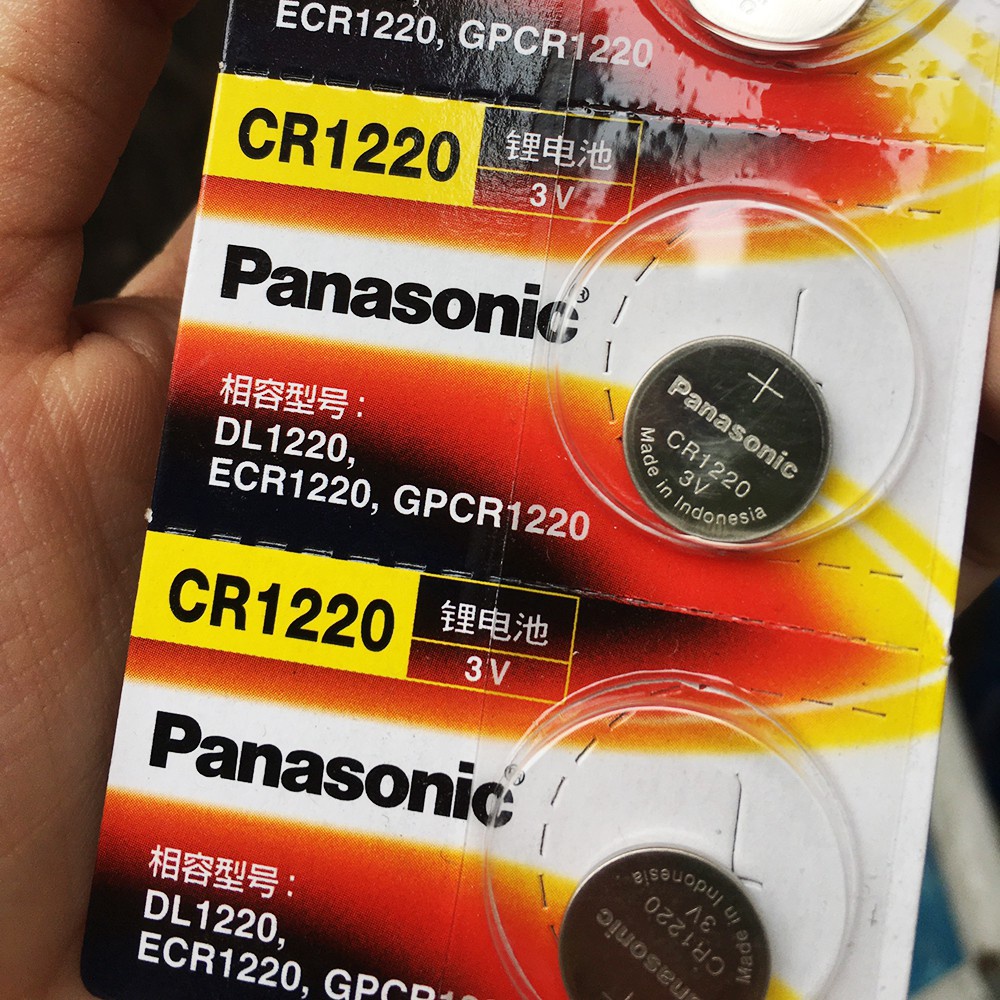 ECR1220, GPCR1220
CR1220
锂电池
3V
Panasonic®
相容型号:
DL1220,
ECR1220, GPCR1220
+
Panasonic
CR1220
3V
Made in Indonesia
CR1220
锂电池
3V
Panasonic®
相容型号:
DL1220,
ECR1220, GPCR1220
+
Panasonic
CR1220
3V
Made in Indonesia